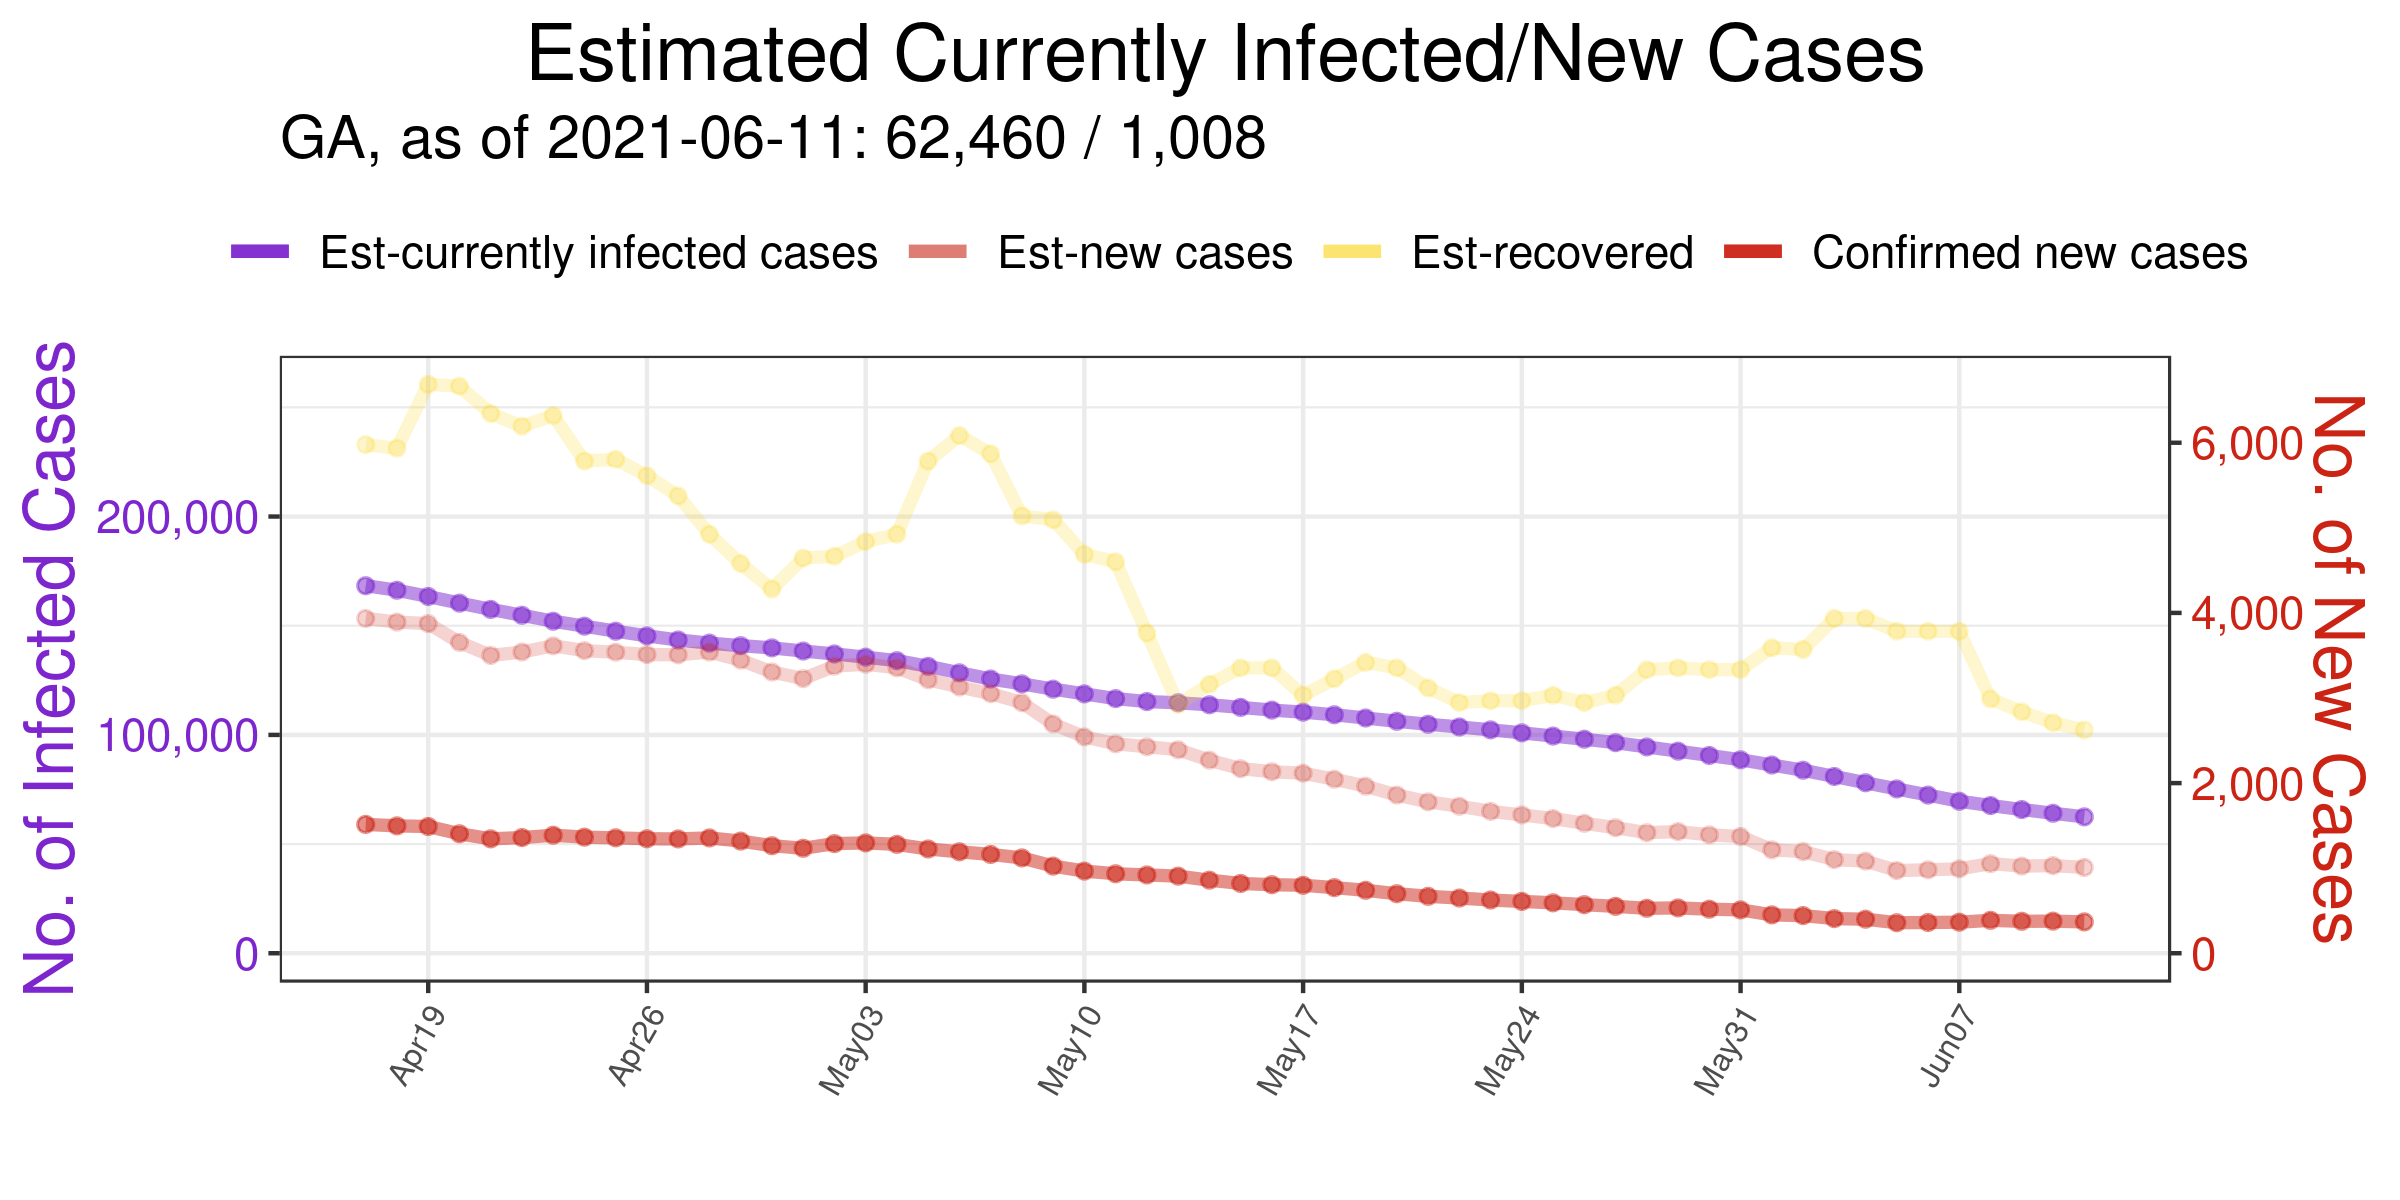 Estimated Currently Infected/New Cases
GA, as of 2021-06-11: 62,460 / 1,008
Est-currently infected cases Est-new cases Est-recovered Confirmed new cases
No. of Infected Cases
200,000
100,000
0
6,000
4,000
2,000
0
No. of New Cases
Apr19 Apr26 May03 May10 May17 May24 May31 Jun07